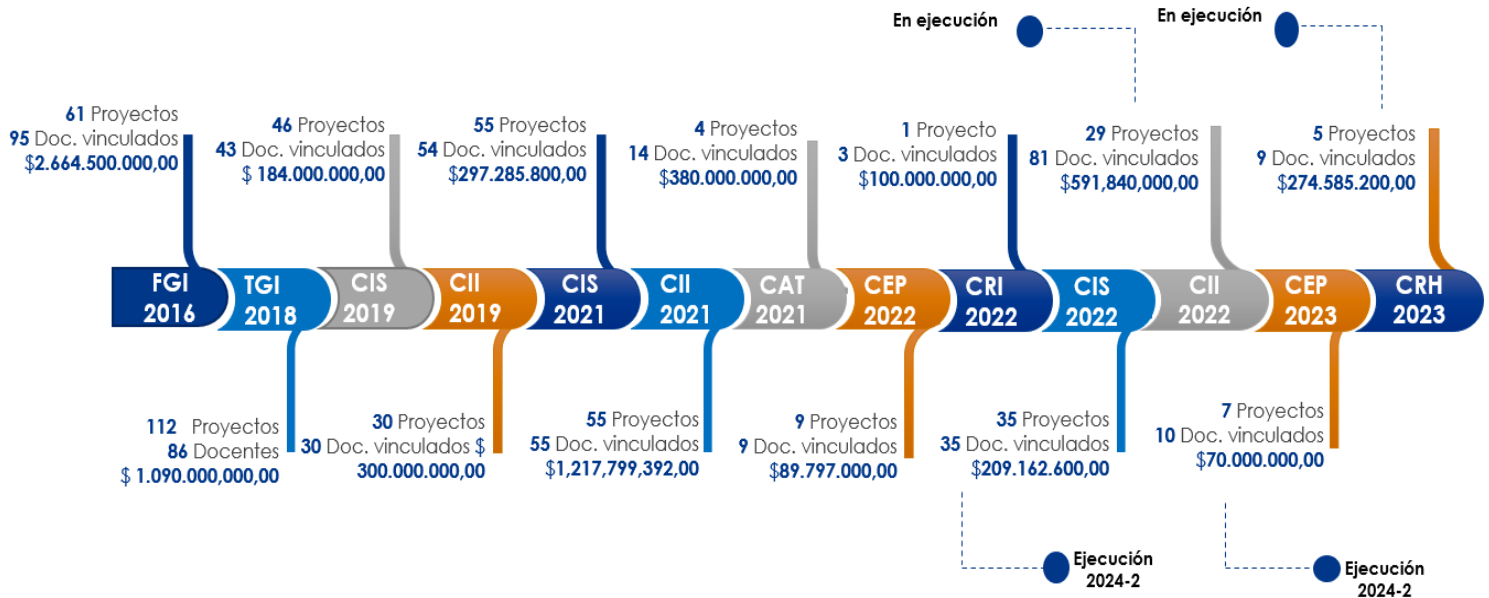 En ejecución
En ejecución
61 Proyectos
95 Doc. vinculados
$2.664.500.000,00
46 Proyectos
43 Doc. vinculados
$ 184.000.000,00
55 Proyectos
54 Doc. vinculados
$297.285.800,00
4 Proyectos
14 Doc. vinculados
$380.000.000,00
1 Proyecto
3 Doc. vinculados
$100.000.000,00
29 Proyectos
81 Doc. vinculados
$591,840,000,00
5 Proyectos
9 Doc. vinculados
$274.585.200,00
FGI
2016
TGI
2018
CIS
2019
CII
2019
CIS
2021
CII
2021
CAT
2021
CEP
2022
CRI
2022
CIS
2022
CII
2022
CEP
2023
CRH
2023
112 Proyectos
86 Docentes
$ 1.090.000,000,00
30 Proyectos
30 Doc. vinculados $
300.000.000,00
55 Proyectos
55 Doc. vinculados
$1,217,799,392,00
9 Proyectos
9 Doc. vinculados
$89.797.000,00
35 Proyectos
35 Doc. vinculados
$209.162.600,00
7 Proyectos
10 Doc. vinculados
$70.000.000,00
Ejecución
2024-2
Ejecución
2024-2